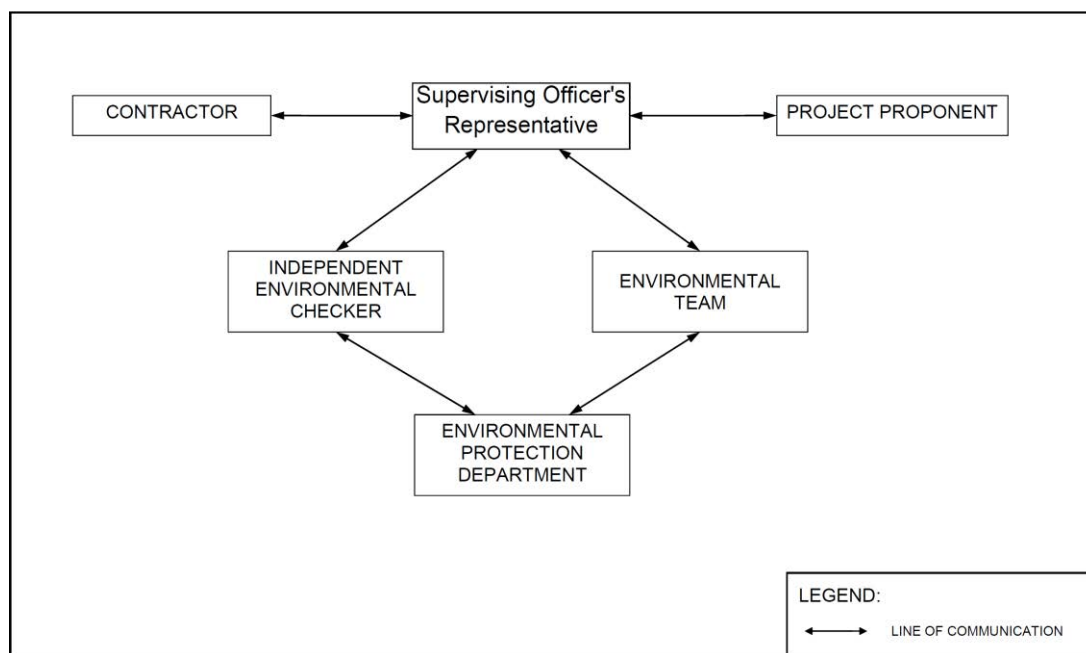 CONTRACTOR
Supervising Officer's
Representative
PROJECT PROPONENT
INDEPENDENT
ENVIRONMENTAL
CHECKER
ENVIRONMENTAL
TEAM
ENVIRONMENTAL
PROTECTION
DEPARTMENT
LEGEND:
LINE OF COMMUNICATION